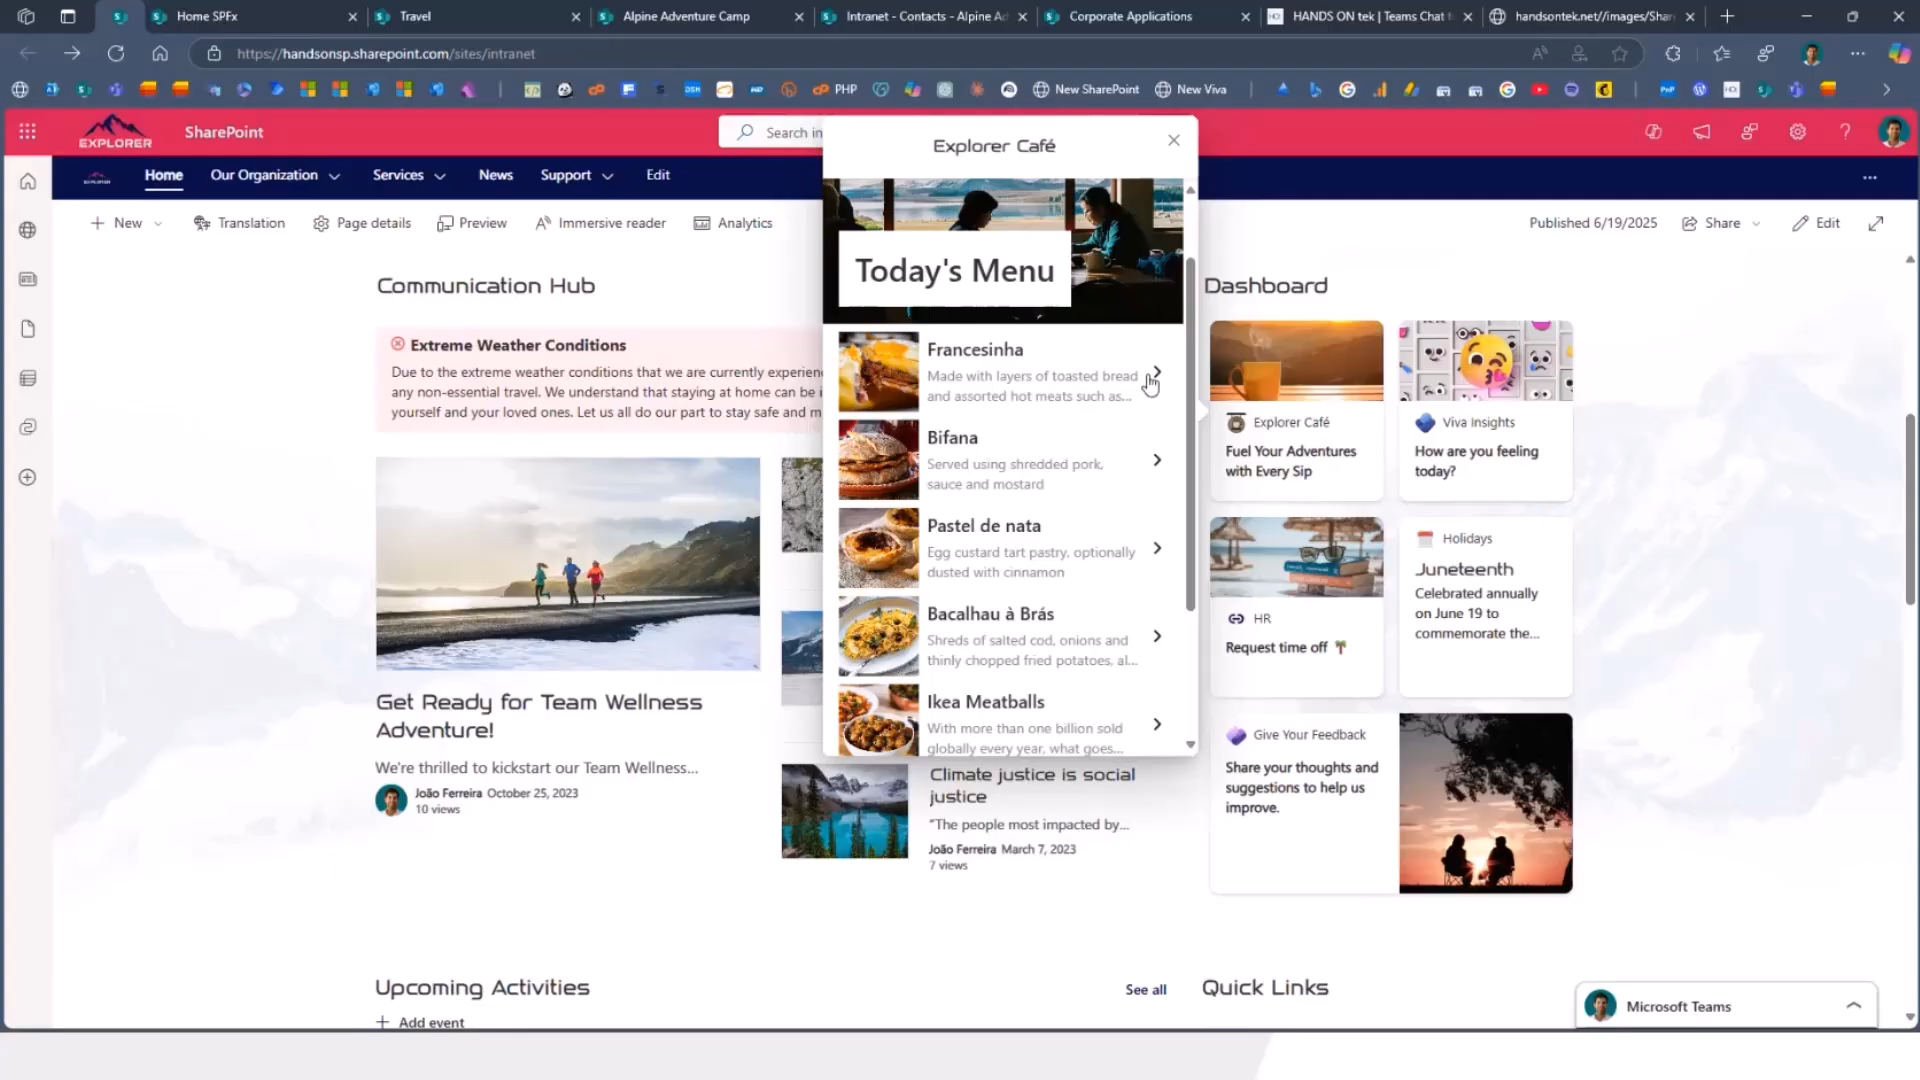 Home SPFx
Travel
Alpine Adventure Camp
Intranet - Contacts - Alpine Ad
Corporate Applications
HANDS ON tek | Teams Chat f
handsontek.net//images/Shar
https://handsonsp.sharepoint.com/sites/intranet
PHP
New SharePoint
New Viva
EXPLORER
SharePoint
Search in
Home
Our Organization
Services
News
Support
Edit
New
Translation
Page details
Preview
Immersive reader
Analytics
Published 6/19/2025
Share
Edit
Communication Hub
Extreme Weather Conditions
Due to the extreme weather conditions that we are currently experien
any non-essential travel. We understand that staying at home can be i
yourself and your loved ones. Let us all do our part to stay safe and m
Get Ready for Team Wellness
Adventure!
We're thrilled to kickstart our Team Wellness...
João Ferreira October 25, 2023
10 views
Explorer Café
Today's Menu
Francesinha
Made with layers of toasted bread
and assorted hot meats such as...
Bifana
Served using shredded pork,
sauce and mostard
Pastel de nata
Egg custard tart pastry, optionally
dusted with cinnamon
Bacalhau à Brás
Shreds of salted cod, onions and
thinly chopped fried potatoes, al...
Ikea Meatballs
With more than one billion sold
globally every year, what goes...
Climate justice is social
justice
"The people most impacted by...
João Ferreira March 7, 2023
7 views
Dashboard
Explorer Café
Fuel Your Adventures
with Every Sip
Viva Insights
How are you feeling
today?
HR
Request time off
Holidays
Juneteenth
Celebrated annually
on June 19 to
commemorate the...
Give Your Feedback
Share your thoughts and
suggestions to help us
improve.
Upcoming Activities
See all
Add event
Quick Links
Microsoft Teams